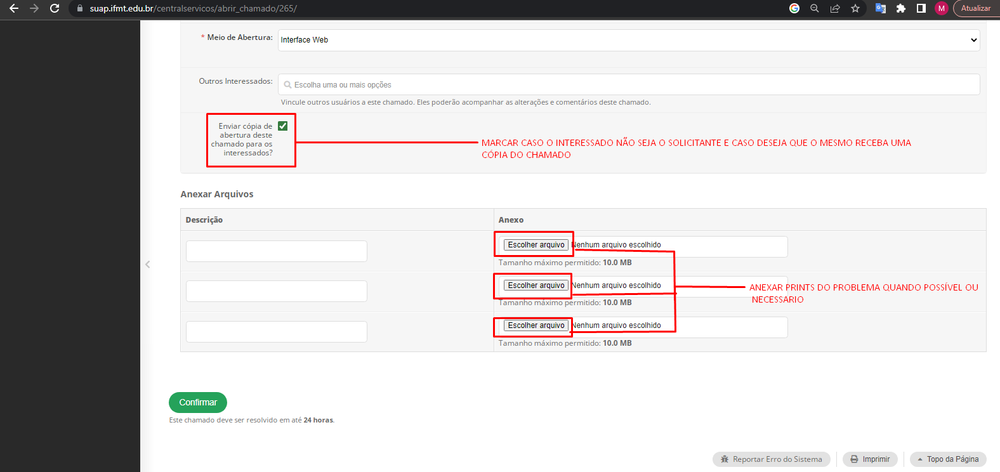 suap.ifmt.edu.br/centralservicos/abrir_chamado/265/
M
Atualizar
* Meio de Abertura:
Interface Web
Outros Interessados:
Escolha uma ou mais opções
Vincule outros usuários a este chamado. Eles poderão acompanhar as alterações e comentários deste chamado.
Enviar cópia de
abertura deste
chamado para os
interessados?
MARCAR CASO O INTERESSADO NÃO SEJA O SOLICITANTE E CASO DESEJA QUE O MESMO RECEBA UMA
CÓPIA DO CHAMADO
Anexar Arquivos
Descrição
Anexo
Escolher arquivo Nenhum arquivo escolhido
Tamanho máximo permitido: 10.0 MB
Escolher arquivo Nenhum arquivo escolhido
Tamanho máximo permitido: 10.0 MB
Escolher arquivo Nenhum arquivo escolhido
Tamanho máximo permitido: 10.0 MB
ANEXAR PRINTS DO PROBLEMA QUANDO POSSÍVEL OU
NECESSARIO
Confirmar
Este chamado deve ser resolvido em até 24 horas.
Reportar Erro do Sistema
Imprimir
Topo da Página